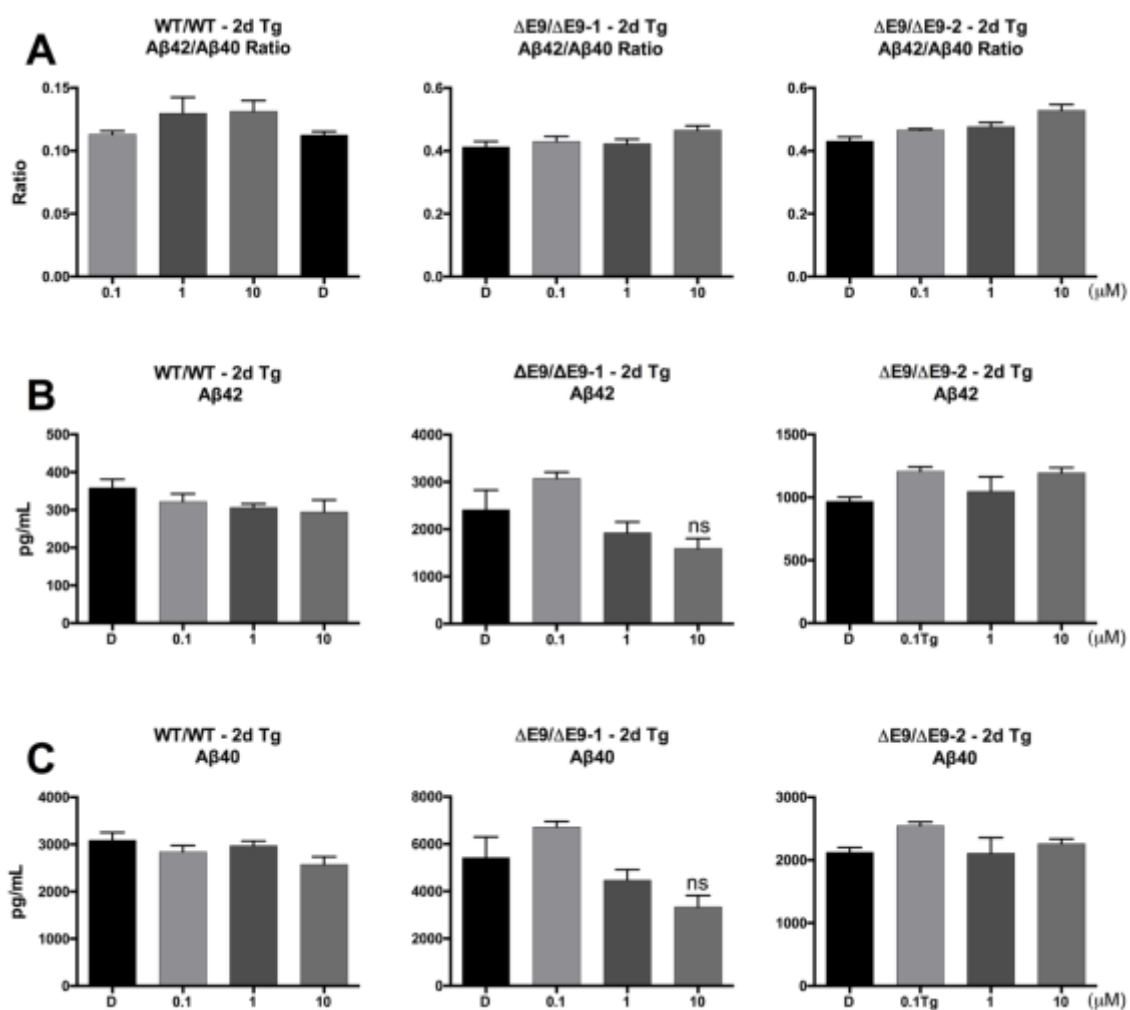 A
WT/WT - 2d Tg
Aβ42/Aβ40 Ratio
Ratio
0.15
0.10
0.05
0.00
0.1 1 10 D
ΔE9/ΔE9-1 - 2d Tg
Aβ42/Aβ40 Ratio
0.6
0.4
0.2
0.0
D 0.1 1 10
ΔE9/ΔE9-2 - 2d Tg
Aβ42/Aβ40 Ratio
0.6
0.4
0.2
0.0
D 0.1 1 10 (μM)
B
WT/WT - 2d Tg
Aβ42
pg/mL
500
400
300
200
100
0
D 0.1 1 10
ΔE9/ΔE9-1 - 2d Tg
Aβ42
4000
3000
2000
1000
0
ns
D 0.1 1 10
ΔE9/ΔE9-2 - 2d Tg
Aβ42
1500
1000
500
0
D 0.1Tg 1 10 (μM)
C
WT/WT - 2d Tg
Aβ40
pg/mL
4000
3000
2000
1000
0
D 0.1 1 10
ΔE9/ΔE9-1 - 2d Tg
Aβ40
8000
6000
4000
2000
0
ns
D 0.1 1 10
ΔE9/ΔE9-2 - 2d Tg
Aβ40
3000
2000
1000
0
D 0.1Tg 1 10 (μM)